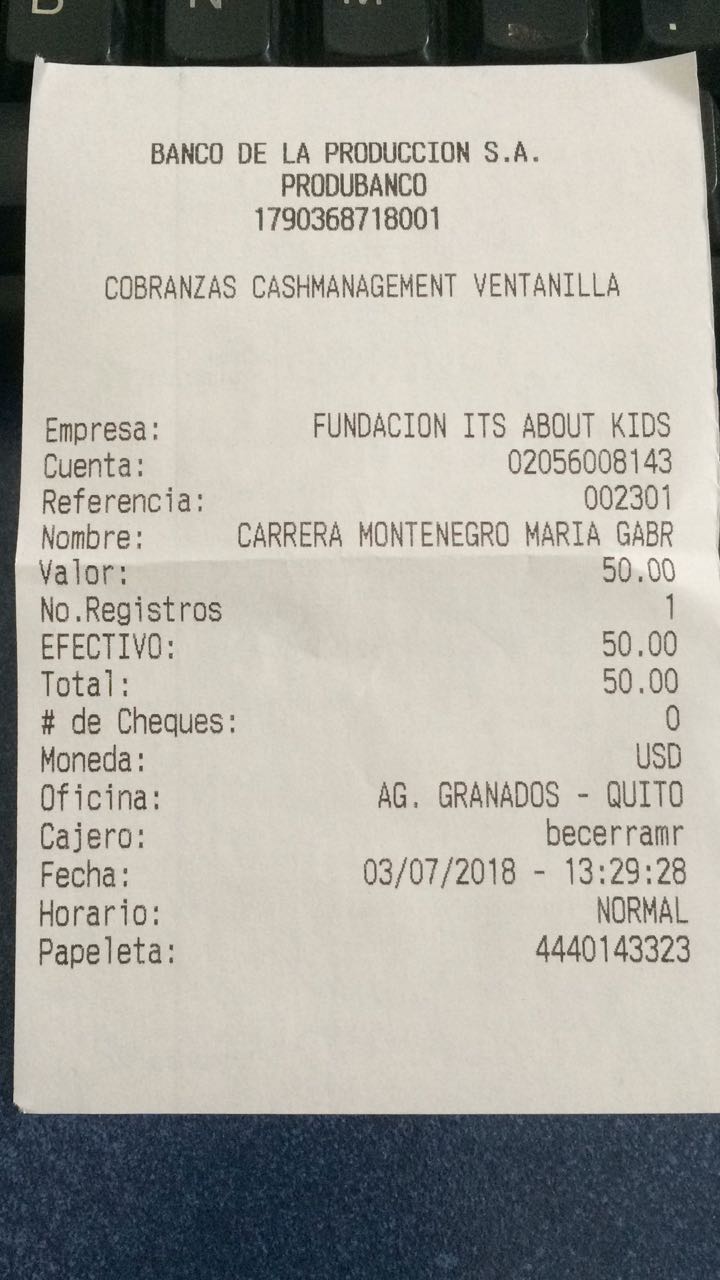 B N M .
BANCO DE LA PRODUCCION S.A.
PRODUBANCO
1790368718001
COBRANZAS CASHMANAGEMENT VENTANILLA
Empresa: FUNDACION ITS ABOUT KIDS
Cuenta: 02056008143
Referencia: 002301
Nombre: CARRERA MONTENEGRO MARIA GABR
Valor: 50.00
No.Registros 1
EFECTIVO: 50.00
Total: 50.00
# de Cheques: 0
Moneda: USD
Oficina: AG. GRANADOS - QUITO
Cajero: becerramr
Fecha: 03/07/2018 - 13:29:28
Horario: NORMAL
Papeleta: 4440143323